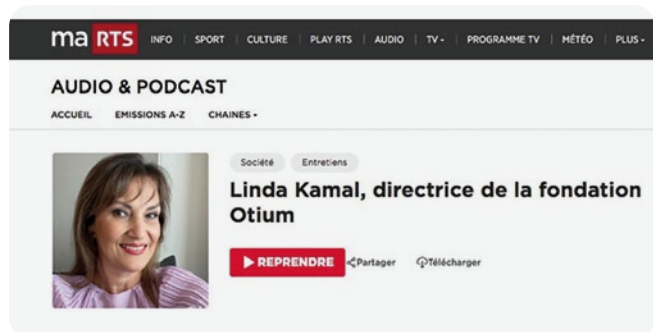 ma RTS INFO SPORT CULTURE PLAY RTS AUDIO TV PROGRAMME TV MÉTÉO PLUS
AUDIO & PODCAST
ACCUEIL EMISSIONS A-Z CHAINES
Société Entretiens
Linda Kamal, directrice de la fondation
Otium
REPRENDRE Partager Télécharger